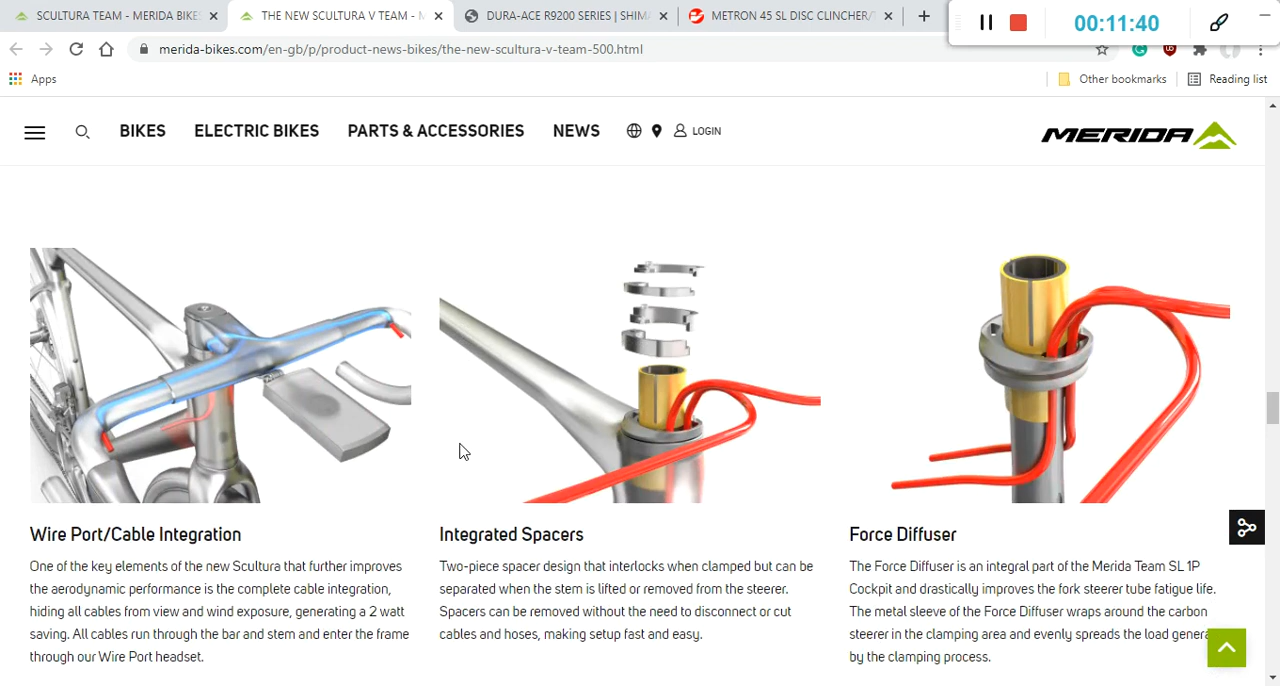 SCULTURA TEAM - MERIDA BIKES
THE NEW SCULTURA V TEAM - M
DURA-ACE R9200 SERIES | SHIM
METRON 45 SL DISC CLINCHER/T
00:11:40
merida-bikes.com/en-gb/p/product-news-bikes/the-new-scultura-v-team-500.html
Apps
Other bookmarks
Reading list
BIKES
ELECTRIC BIKES
PARTS & ACCESSORIES
NEWS
LOGIN
MERIDA
Wire Port/Cable Integration
One of the key elements of the new Scultura that further improves
the aerodynamic performance is the complete cable integration,
hiding all cables from view and wind exposure, generating a 2 watt
saving. All cables run through the bar and stem and enter the frame
through our Wire Port headset.
Integrated Spacers
Two-piece spacer design that interlocks when clamped but can be
separated when the stem is lifted or removed from the steerer.
Spacers can be removed without the need to disconnect or cut
cables and hoses, making setup fast and easy.
Force Diffuser
The Force Diffuser is an integral part of the Merida Team SL 1P
Cockpit and drastically improves the fork steerer tube fatigue life.
The metal sleeve of the Force Diffuser wraps around the carbon
steerer in the clamping area and evenly spreads the load genera
by the clamping process.